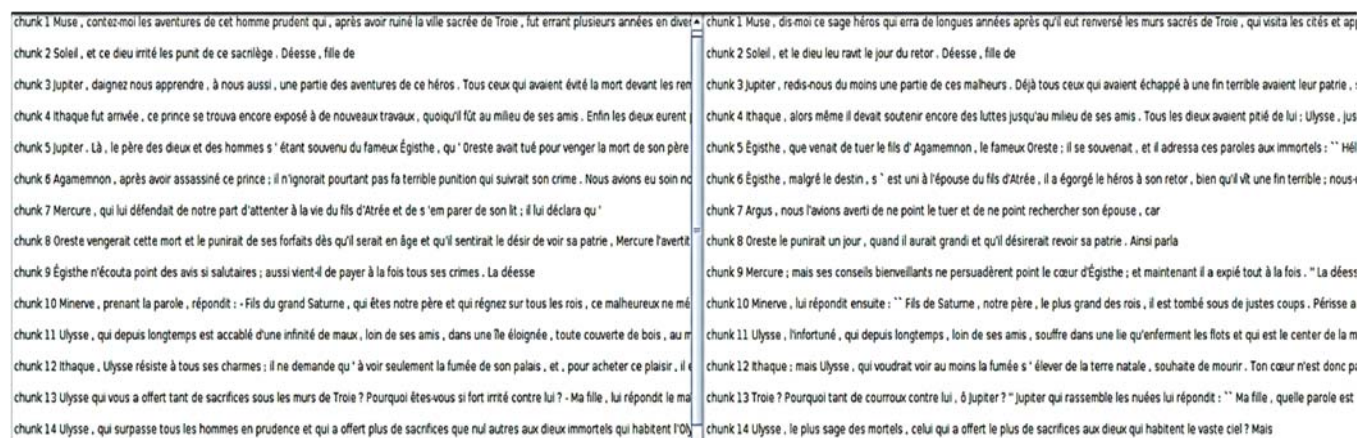 chunk 1 Muse , contez-moi les aventures de cet homme prudent qui , après avoir ruiné la ville sacrée de Troie , fut errant plusieurs années en
chunk 2 Soleil , et ce dieu irrité les punit de ce sacrilège . Déesse , fille de
chunk 3 Jupiter , daignez nous apprendre , à nous aussi , une partie des aventures de ce héros . Tous ceux qui avaient évité la mort devant les
chunk 4 Ithaque fut arrivée , ce prince se trouva encore exposé à de nouveaux travaux , quoiqu'il fût au milieu de ses amis . Enfin les dieux eurent
chunk 5 Jupiter . Là , le père des dieux et des hommes s ' étant souvenu du fameux Égisthe , qu ' Oreste avait tué pour venger la mort de son père
chunk 6 Agamemnon , après avoir assassiné ce prince ; il n'ignorait pourtant pas fa terrible punition qui suivrait son crime . Nous avions eu soin
chunk 7 Mercure , qui lui défendait de notre part d'attenter à la vie du fils d'Atrée et de s 'em parer de son lit ; il lui déclara qu '
chunk 8 Oreste vengerait cette mort et le punirait de ses forfaits dès qu'il serait en âge et qu'il sentirait le désir de voir sa patrie , Mercure l'avertit
chunk 9 Égisthe n'écouta point des avis si salutaires ; aussi vient-il de payer à la fois tous ses crimes . La déesse
chunk 10 Minerve , prenant la parole , répondit : - Fils du grand Saturne , qui êtes notre père et qui régnez sur tous les rois , ce malheureux ne
chunk 11 Ulysse , qui depuis longtemps est accablé d'une infinité de maux , loin de ses amis , dans une île éloignée , toute couverte de bois , au
chunk 12 Ithaque , Ulysse résiste à tous ses charmes ; il ne demande qu ' à voir seulement la fumée de son palais , et , pour acheter ce plaisir , il
chunk 13 Ulysse qui vous a offert tant de sacrifices sous les murs de Troie ? Pourquoi êtes-vous si fort irrité contre lui ? - Ma fille , lui répondit le
chunk 14 Ulysse , qui surpasse tous les hommes en prudence et qui a offert plus de sacrifices que nul autre aux dieux immortels qui habitent
chunk 1 Muse , dis-moi ce sage héros qui erra de longues années après qu'il eut renversé les murs sacrés de Troie , qui visita les cités et
chunk 2 Soleil , et le dieu leu ravit le jour du retor . Déesse , fille de
chunk 3 Jupiter , redis-nous du moins une partie de ces malheurs . Déjà tous ceux qui avaient échappé à une fin terrible avaient leur patrie ,
chunk 4 Ithaque , alors même il devait soutenir encore des luttes jusqu'au milieu de ses amis . Tous les dieux avaient pitié de lui ; Ulysse ,
chunk 5 Égisthe , que venait de tuer le fils d' Agamemnon , le fameux Oreste ; il se souvenait , et il adressa ces paroles aux immortels : ``
chunk 6 Égisthe , malgré le destin , s ` est uni à l'épouse du fils d'Atrée , il a égorgé le héros à son retor , bien qu'il vît une fin terrible ;
chunk 7 Argus , nous l'avions averti de ne point le tuer et de ne point rechercher son épouse , car
chunk 8 Oreste le punirait un jour , quand il aurait grandi et qu'il désirerait revoir sa patrie . Ainsi parla
chunk 9 Mercure ; mais ses conseils bienveillants ne persuadèrent point le cœur d'Égisthe ; et maintenant il a expié tout à la fois . " La
chunk 10 Minerve , lui répondit ensuite : `` Fils de Saturne , notre père , le plus grand des rois , il est tombé sous de justes coups . Périsse
chunk 11 Ulysse , l'infortuné , qui depuis longtemps , loin de ses amis , souffre dans une lie qu'enferment les flots et qui est le center de la
chunk 12 Ithaque ; mais Ulysse , qui voudrait voir au moins la fumée s ' élever de la terre natale , souhaite de mourir . Ton cœur n'est donc
chunk 13 Troie ? Pourquoi tant de courroux contre lui , ô Jupiter ? " Jupiter qui rassemble les nuées lui répondit : `` Ma fille , quelle parole est
chunk 14 Ulysse , le plus sage des mortels , celui qui a offert le plus de sacrifices aux dieux qui habitent le vaste ciel ? Mais